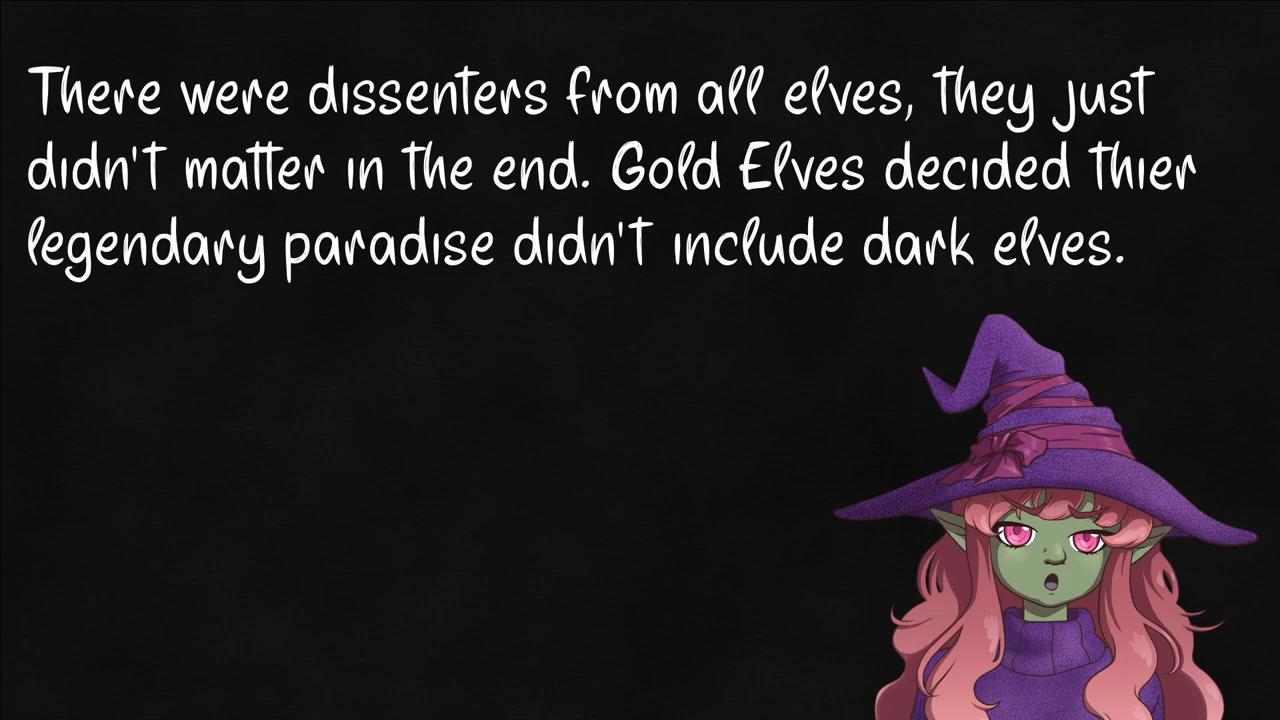 There were dissenters from all elves, they just
didn't matter in the end. Gold Elves decided thier
legendary paradise didn't include dark elves.